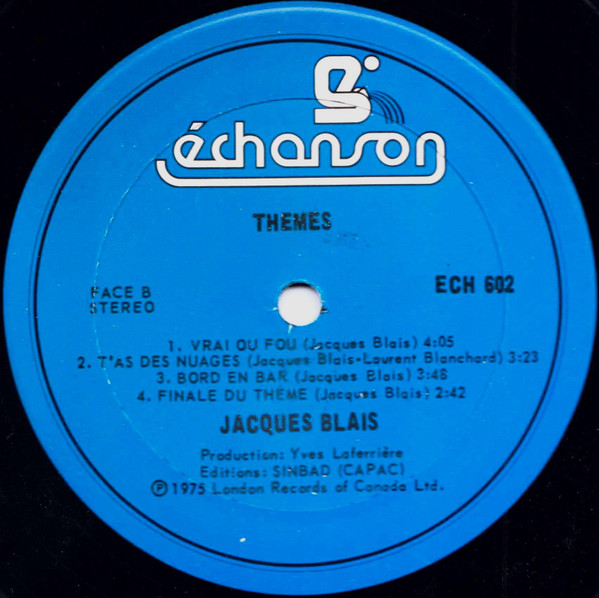 échanson
THEMES
FACE B
STEREO
ECH 602
1. VRAI OU FOU (Jacques Blais) 4:05
2. T'AS DES NUAGES (Jacques Blais-Laurent Blanchard) 3:23
3. BORD EN BAR (Jacques Blais) 3:48
4. FINALE DU THEME (Jacques Blais) 2:42
JACQUES BLAIS
Production: Yves Laferrière
Editions: SINBAD (CAPAC)
℗ 1975 London Records of Canada Ltd.